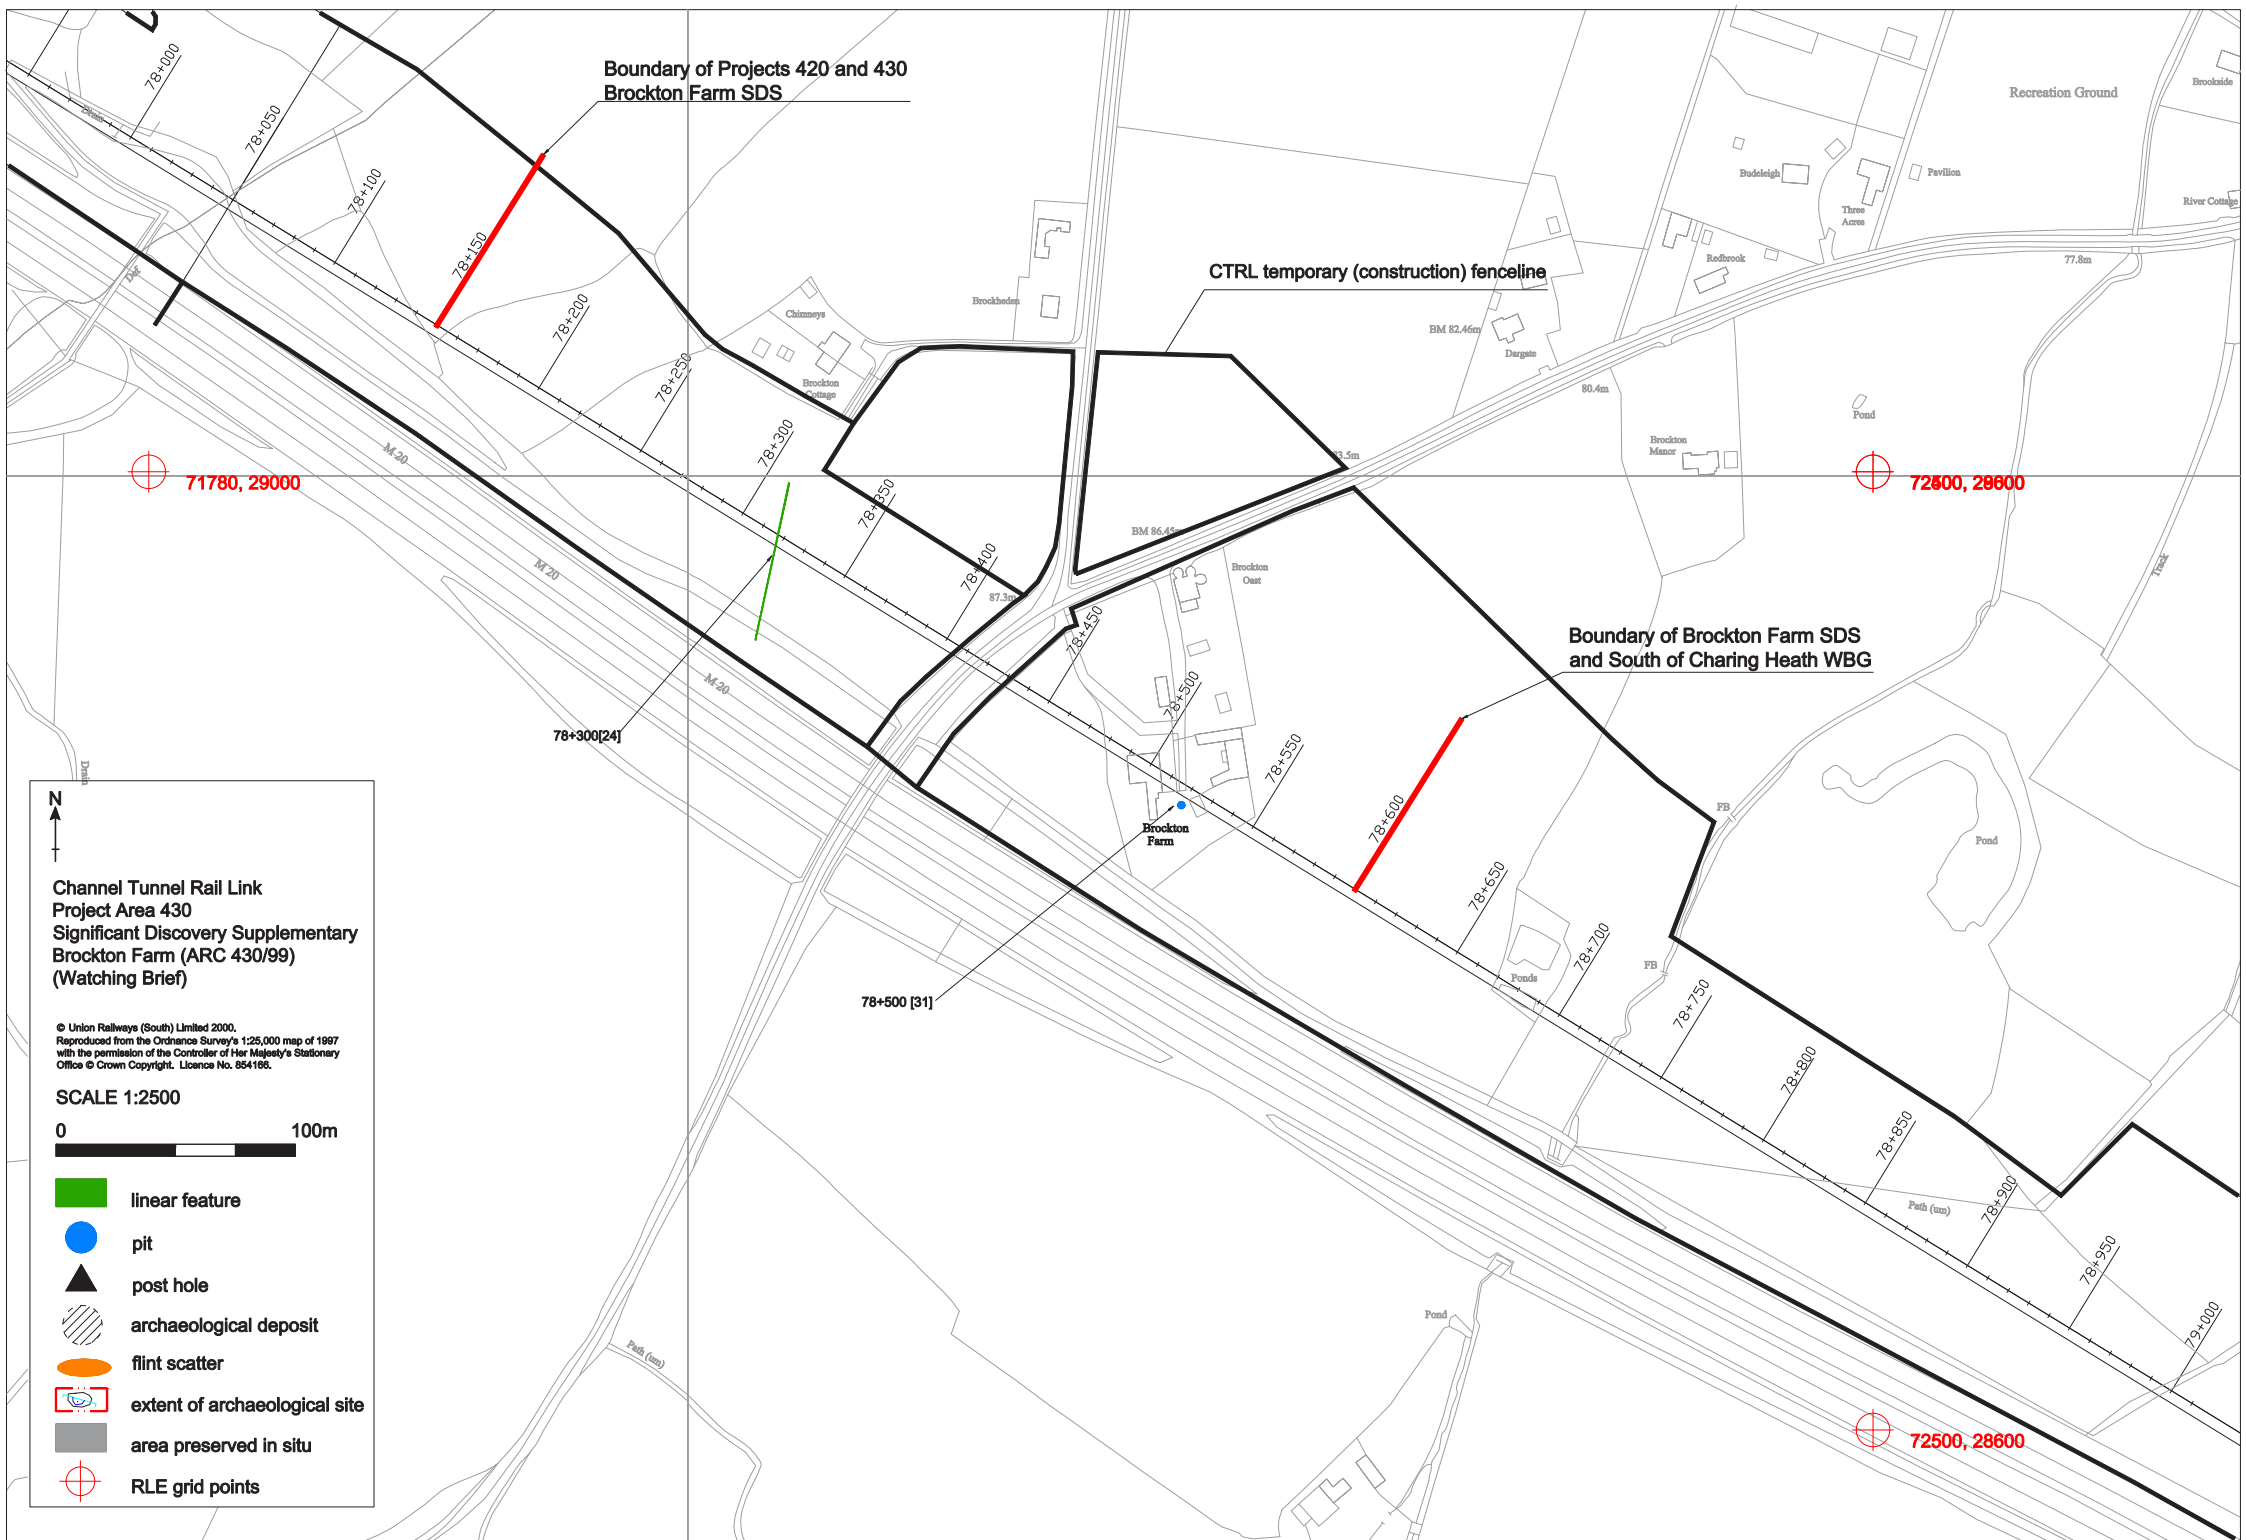 Boundary of Projects 420 and 430
Brockton Farm SDS
78+000
78+050
78+100
78+150
78+200
78+250
78+300
78+350
78+400
78+450
78+500
78+550
78+600
78+650
78+700
78+750
78+800
78+850
78+900
78+950
79+000
Drain
Def
Recreation Ground
Brookside
Budeleigh
Pavilion
Three
Acres
River Cottage
Redbrook
77.8m
CTRL temporary (construction) fenceline
Brockheden
Chimneys
Brockton
Cottage
BM 82.46m
Dargate
80.4m
Pond
Brockton
Manor
M 20
71780, 29000
BM 86.45m
87.3m
Brockton
Oast
Track
M 20
M 20
Boundary of Brockton Farm SDS
and South of Charing Heath WBG
78+300[24]
Drain
Brockton
Farm
FB
Pond
FB
Ponds
78+500 [31]
Path (um)
Pond
Path (um)
72500, 28600
N
Channel Tunnel Rail Link
Project Area 430
Significant Discovery Supplementary
Brockton Farm (ARC 430/99)
(Watching Brief)
© Union Railways (South) Limited 2000.
Reproduced from the Ordnance Survey's 1:25,000 map of 1997
with the permission of the Controller of Her Majesty's Stationary
Office © Crown Copyright. Licence No. 854166.
SCALE 1:2500
0 100m
linear feature
pit
post hole
archaeological deposit
flint scatter
extent of archaeological site
area preserved in situ
RLE grid points